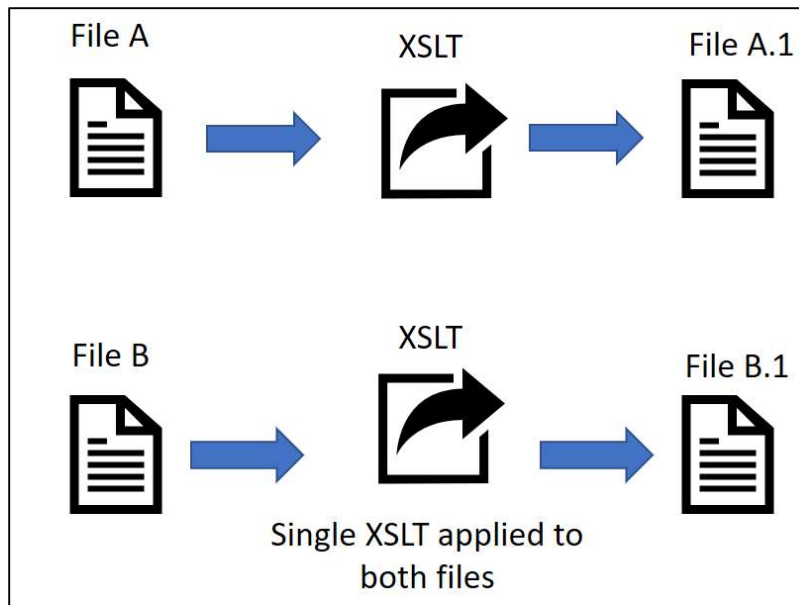 File A
XSLT
File A.1
File B
XSLT
File B.1
Single XSLT applied to
both files